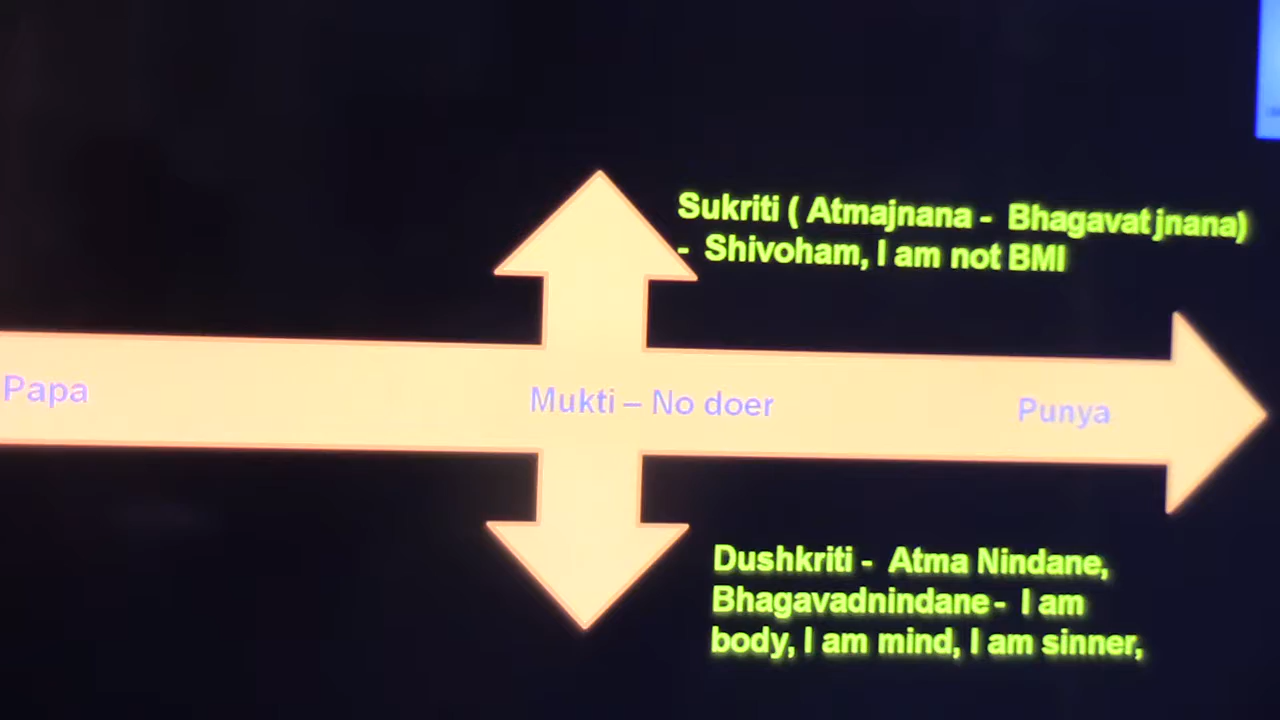 Sukriti ( Atmajnana - Bhagavat jnana)
- Shivoham, I am not BMI
Papa
Mukti – No doer
Punya
Dushkriti - Atma Nindane,
Bhagavadnindane - I am
body, I am mind, I am sinner,